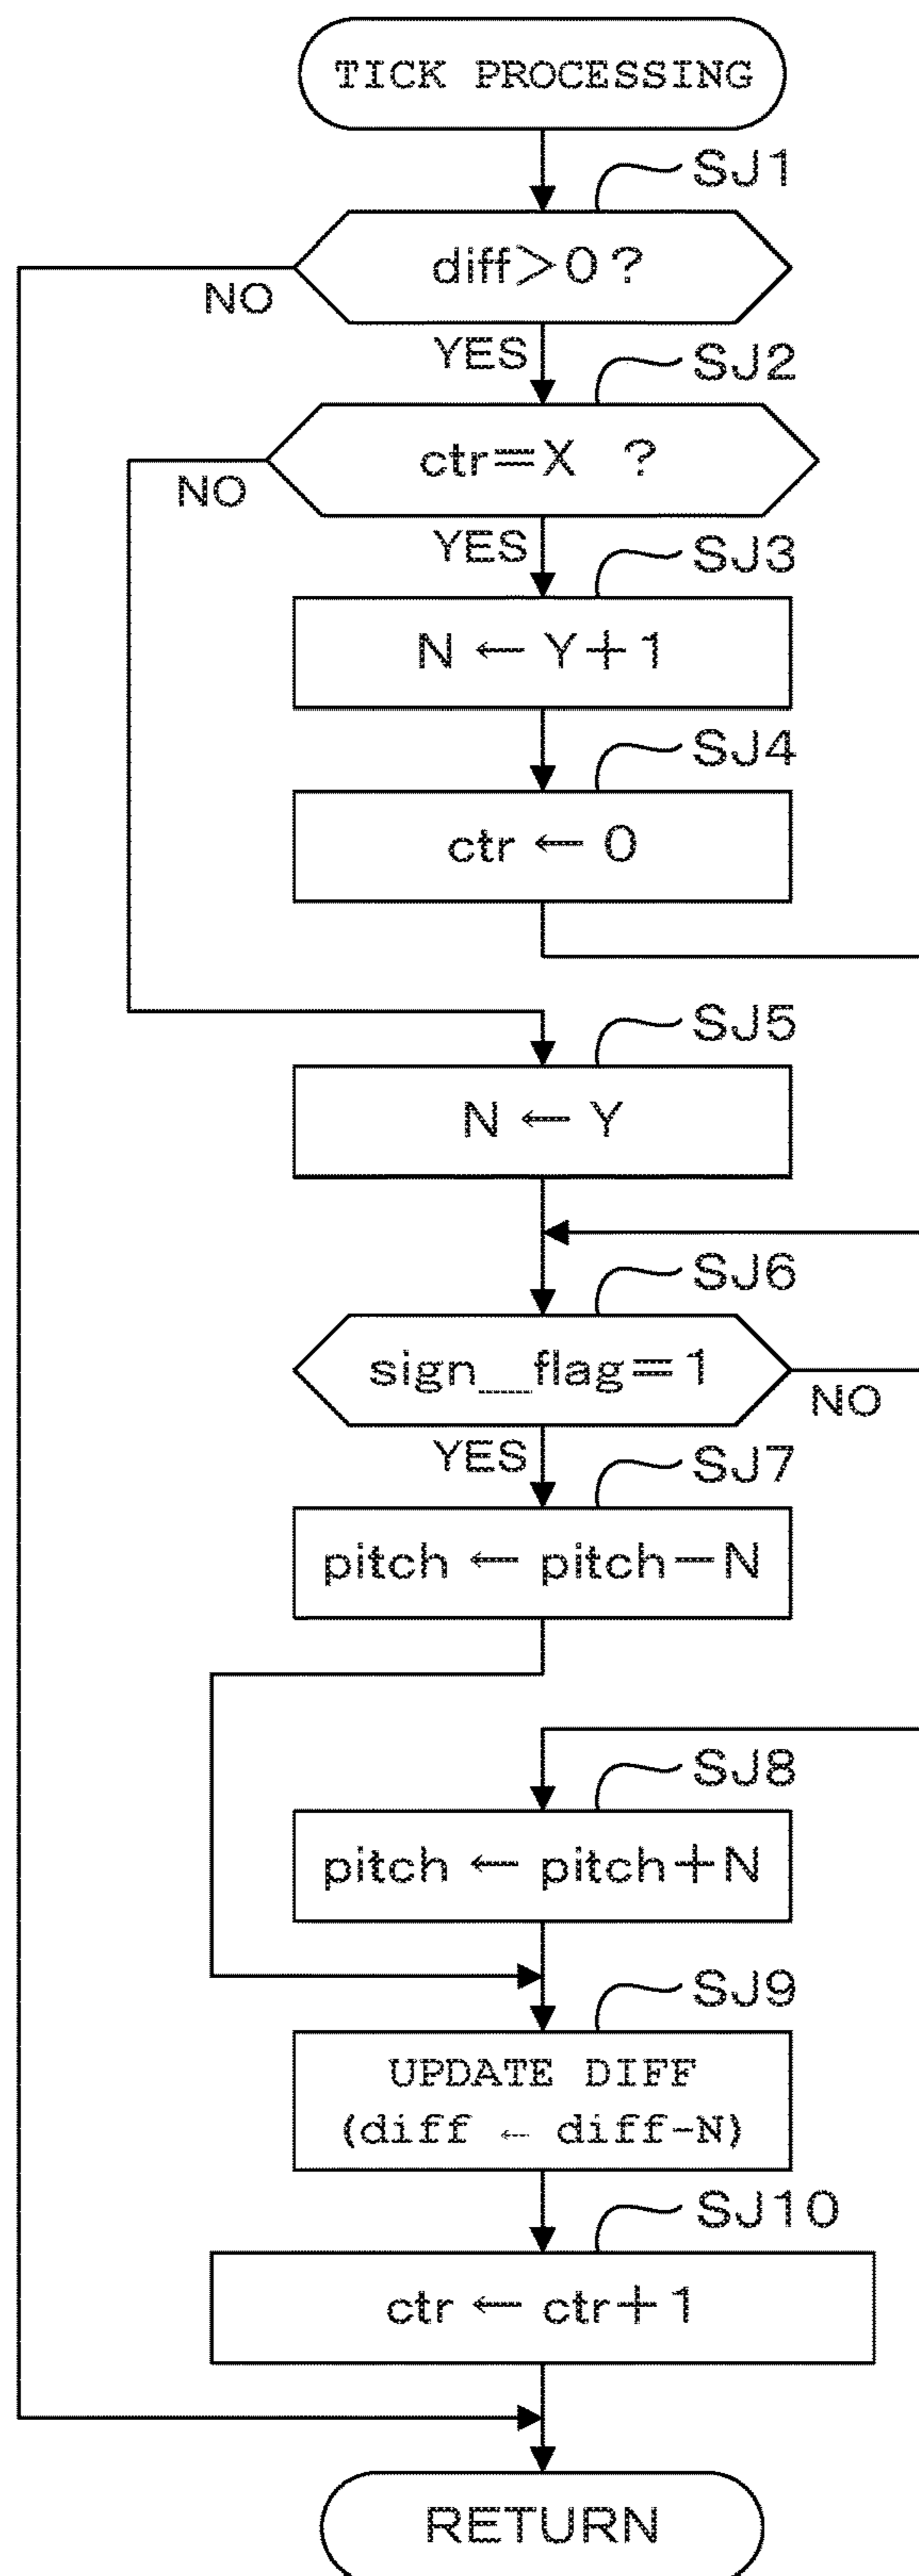 TICK PROCESSING
SJ1
diff>0?
NO
YES
SJ2
ctr=X ?
NO
YES
SJ3
N ← Y+1
SJ4
ctr ← 0
SJ5
N ← Y
SJ6
sign_flag=1
NO
YES
SJ7
pitch ← pitch−N
SJ8
pitch ← pitch+N
SJ9
UPDATE DIFF
(diff ← diff-N)
SJ10
ctr ← ctr+1
RETURN